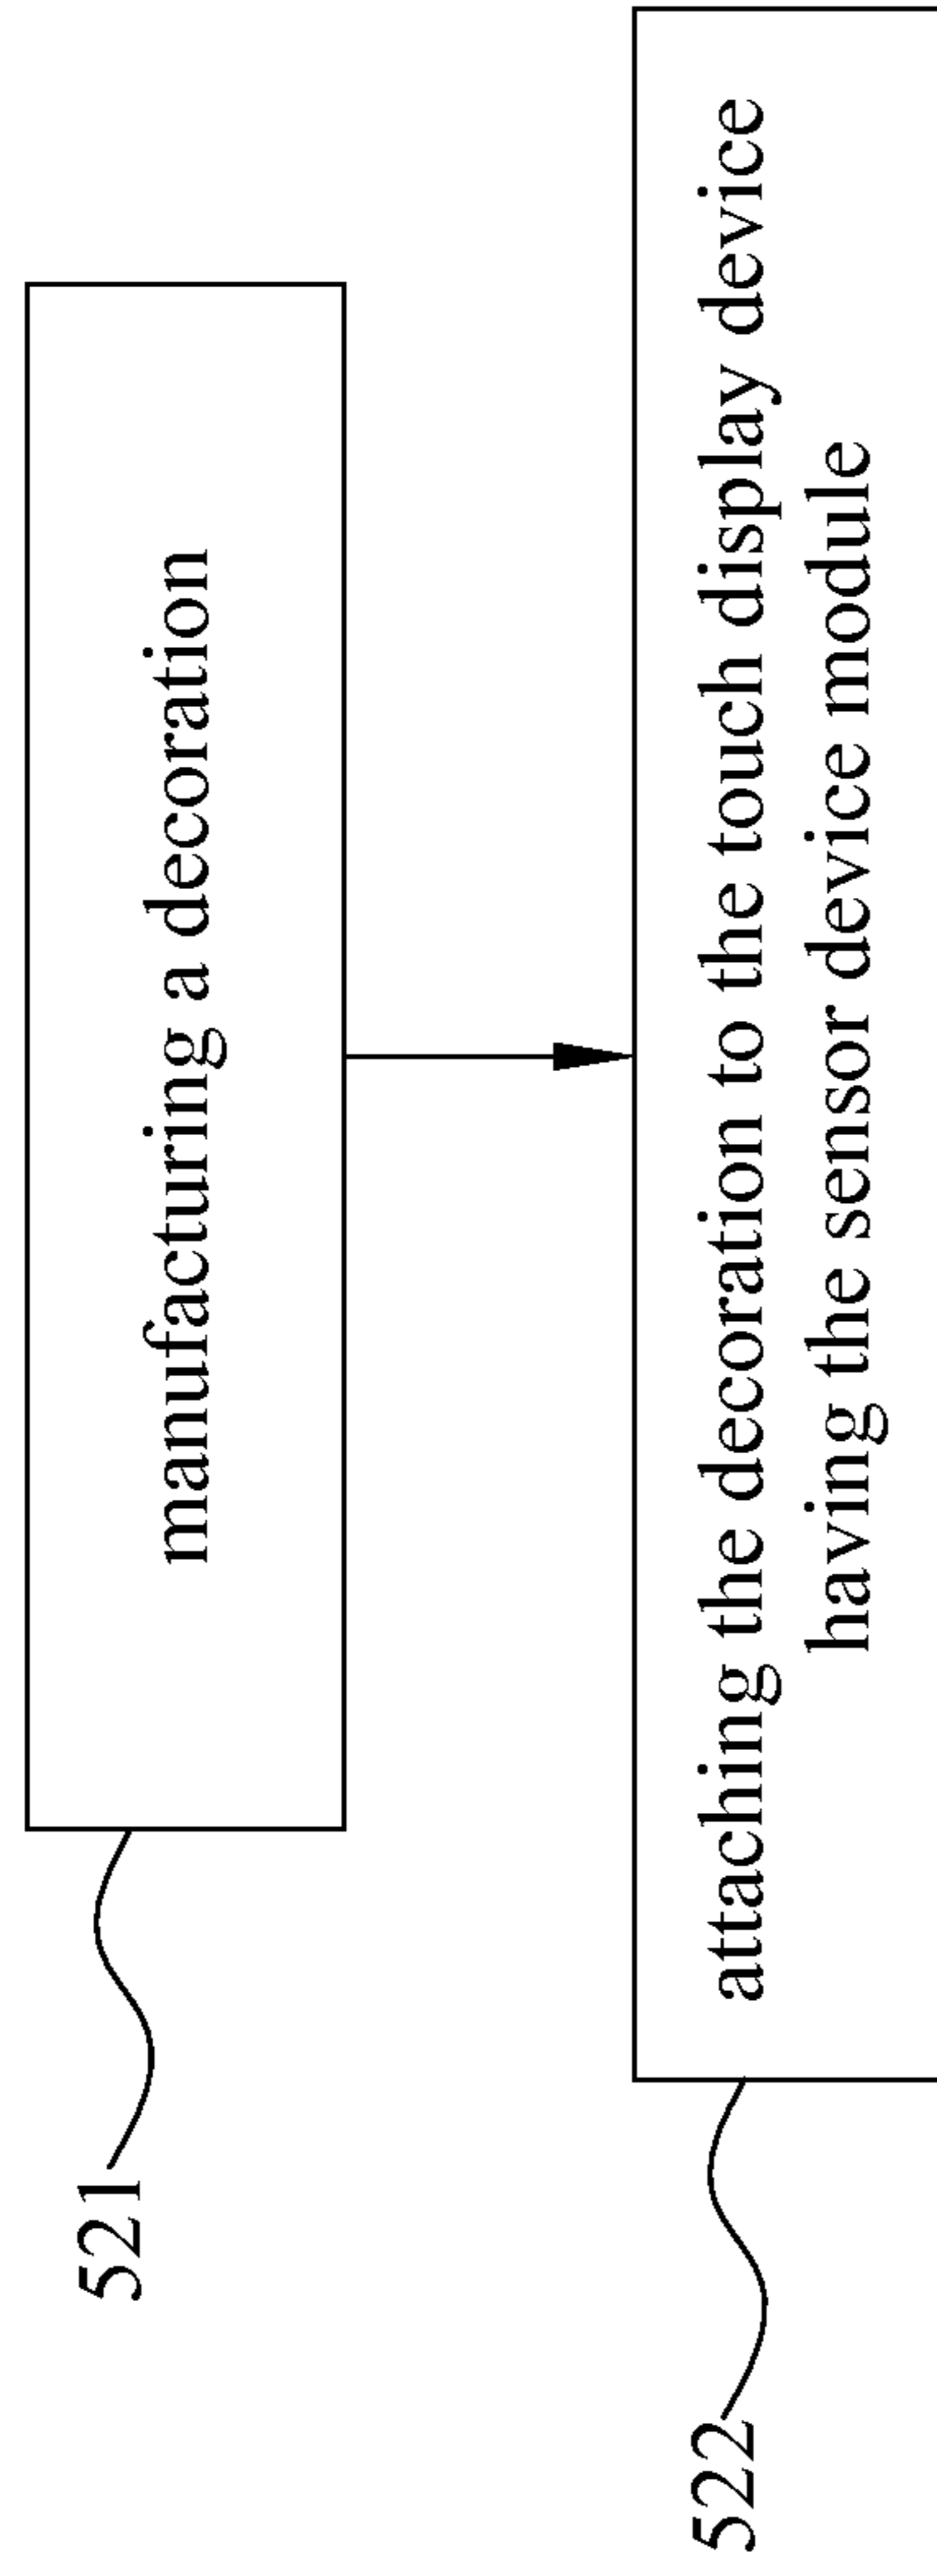 521
manufacturing a decoration
522
attaching the decoration to the touch display device
having the sensor device module